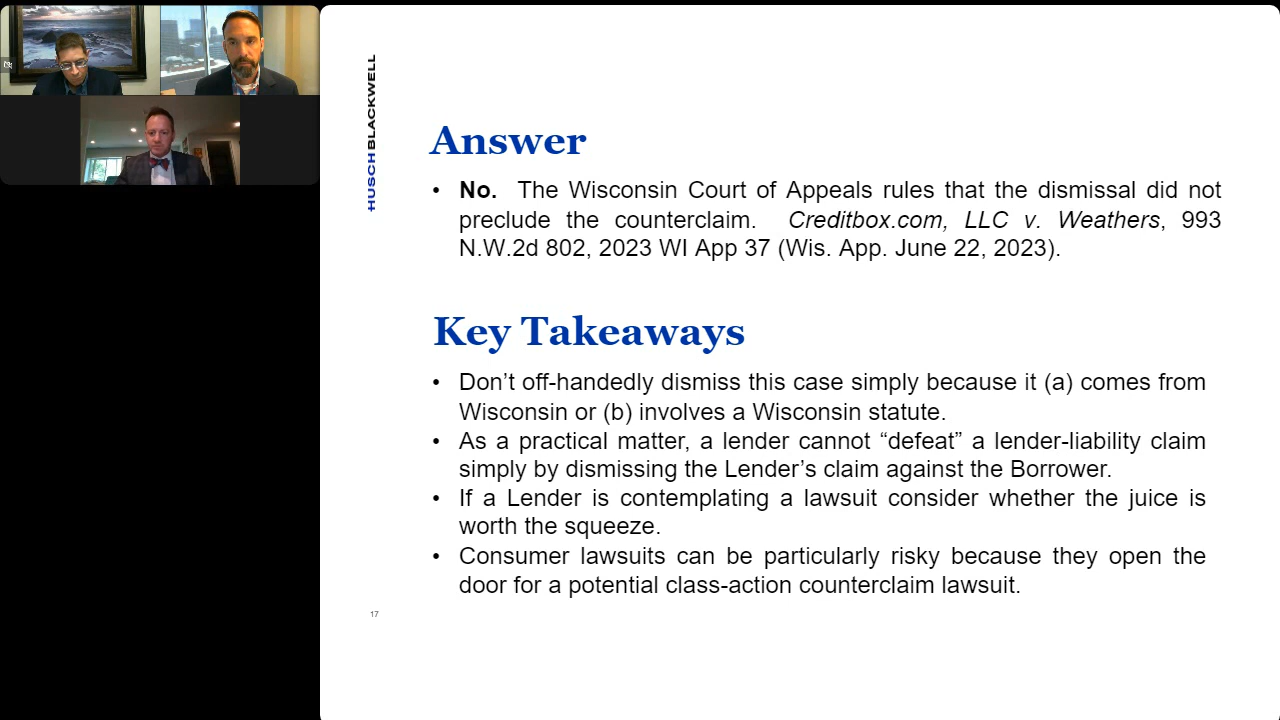 HUSCHBLACKWELL
Answer
• No. The Wisconsin Court of Appeals rules that the dismissal did not
preclude the counterclaim. Creditbox.com, LLC v. Weathers, 993
N.W.2d 802, 2023 WI App 37 (Wis. App. June 22, 2023).
Key Takeaways
• Don’t off-handedly dismiss this case simply because it (a) comes from
Wisconsin or (b) involves a Wisconsin statute.
• As a practical matter, a lender cannot “defeat” a lender-liability claim
simply by dismissing the Lender’s claim against the Borrower.
• If a Lender is contemplating a lawsuit consider whether the juice is
worth the squeeze.
• Consumer lawsuits can be particularly risky because they open the
door for a potential class-action counterclaim lawsuit.
17